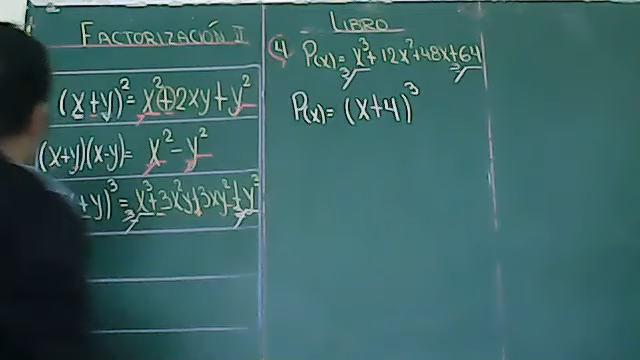 FACTORIZACIÓN II
(x+y)² = x²+2xy+y²
(x+y)(x-y) = x² - y²
+y)³ = x³+3x²y+3xy²+y³
LIBRO
4 P(x) = x³+12x²+48x+64
P(x) = (x+4)³